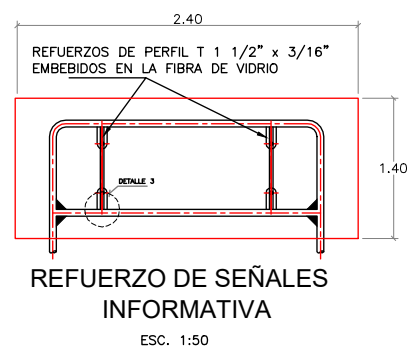 2.40
REFUERZOS DE PERFIL T 1 1/2" x 3/16"
EMBEBIDOS EN LA FIBRA DE VIDRIO
DETALLE 3
1.40
REFUERZO DE SEÑALES
INFORMATIVA
ESC. 1:50